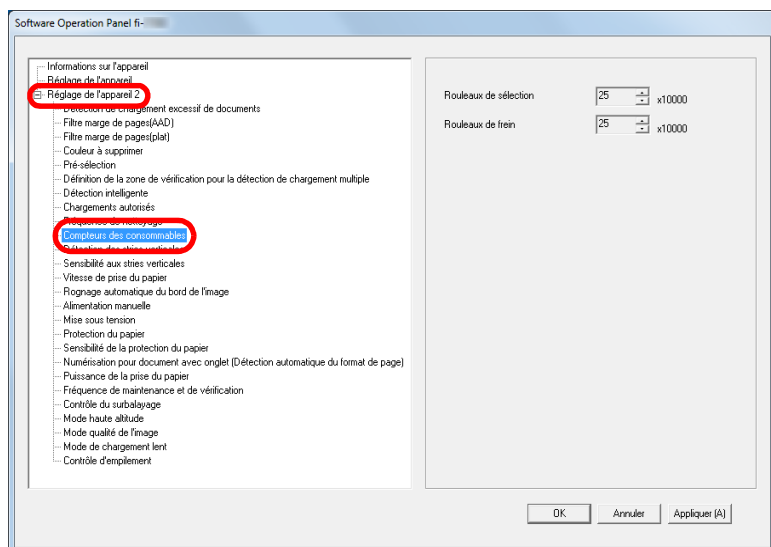 Software Operation Panel fi-
Informations sur l'appareil
Réglage de l'appareil
Réglage de l'appareil 2
Détection de chargement excessif de documents
Filtre marge de pages(AAD)
Filtre marge de pages(plat)
Couleur à supprimer
Pré-sélection
Définition de la zone de vérification pour la détection de chargement multiple
Détection intelligente
Chargements autorisés
Fréquence de nettoyage
Compteurs des consommables
Détection des stries verticales
Sensibilité aux stries verticales
Vitesse de prise du papier
Rognage automatique du bord de l'image
Alimentation manuelle
Mise sous tension
Protection du papier
Sensibilité de la protection du papier
Numérisation pour document avec onglet (Détection automatique du format de page)
Puissance de la prise du papier
Fréquence de maintenance et de vérification
Contrôle du surbalayage
Mode haute altitude
Mode qualité de l'image
Mode de chargement lent
Contrôle d'empilement
Rouleaux de sélection 25 x10000
Rouleaux de frein 25 x10000
OK Annuler Appliquer (A)